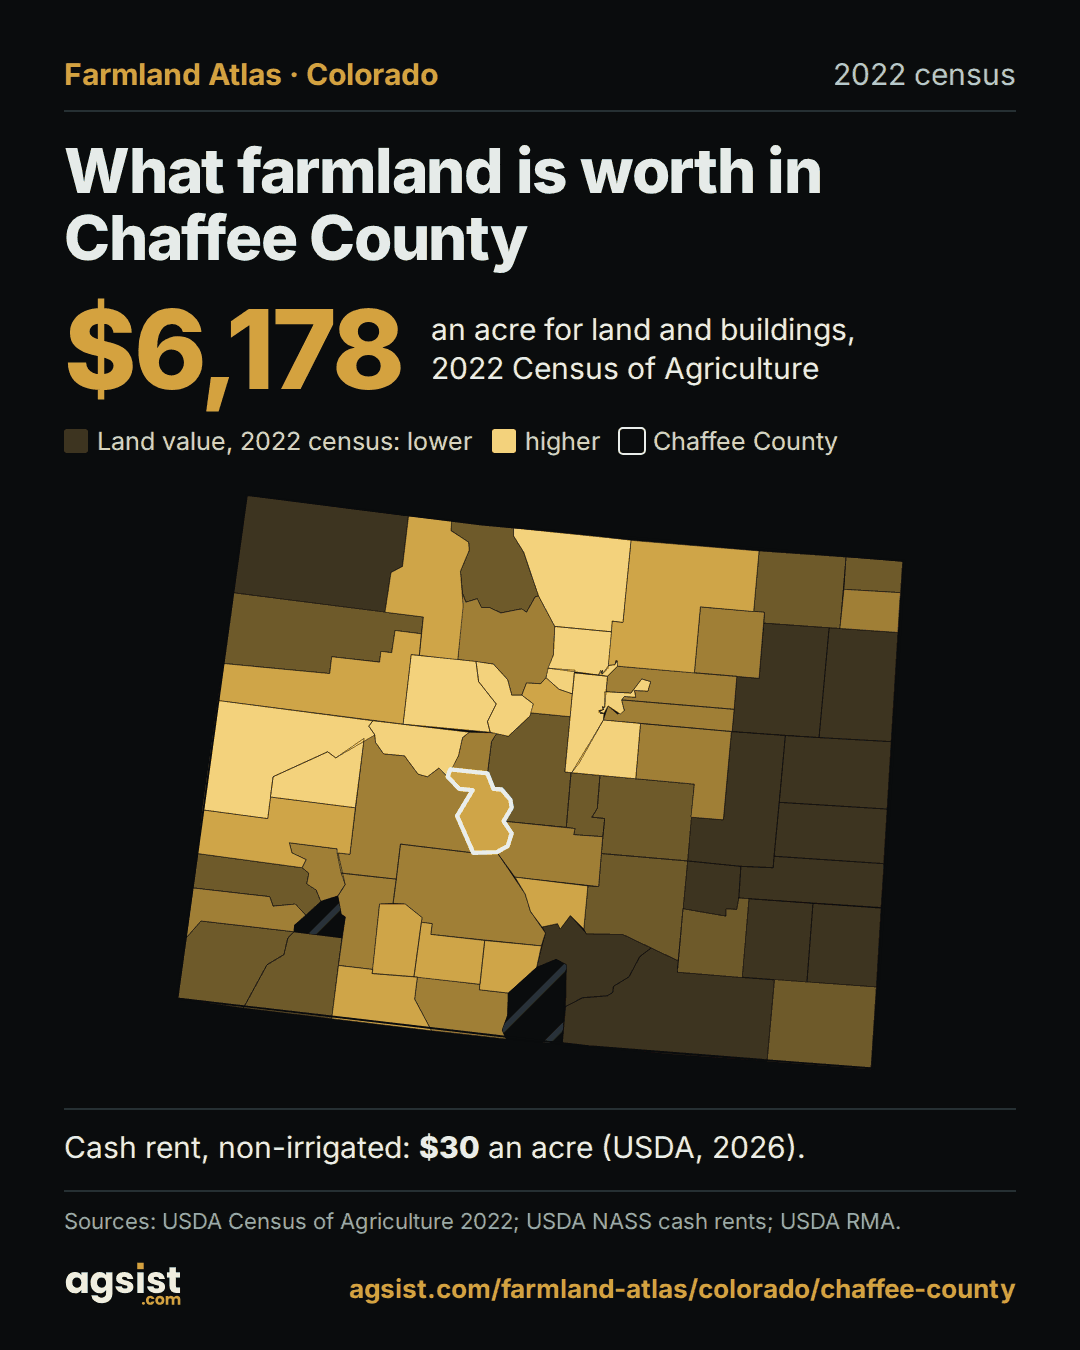 Farmland Atlas · Colorado
2022 census
What farmland is worth in
Chaffee County
$6,178
an acre for land and buildings,
2022 Census of Agriculture
Land value, 2022 census: lower
higher
Chaffee County
Cash rent, non-irrigated: $30 an acre (USDA, 2026).
Sources: USDA Census of Agriculture 2022; USDA NASS cash rents; USDA RMA.
agsist
.com
agsist.com/farmland-atlas/colorado/chaffee-county